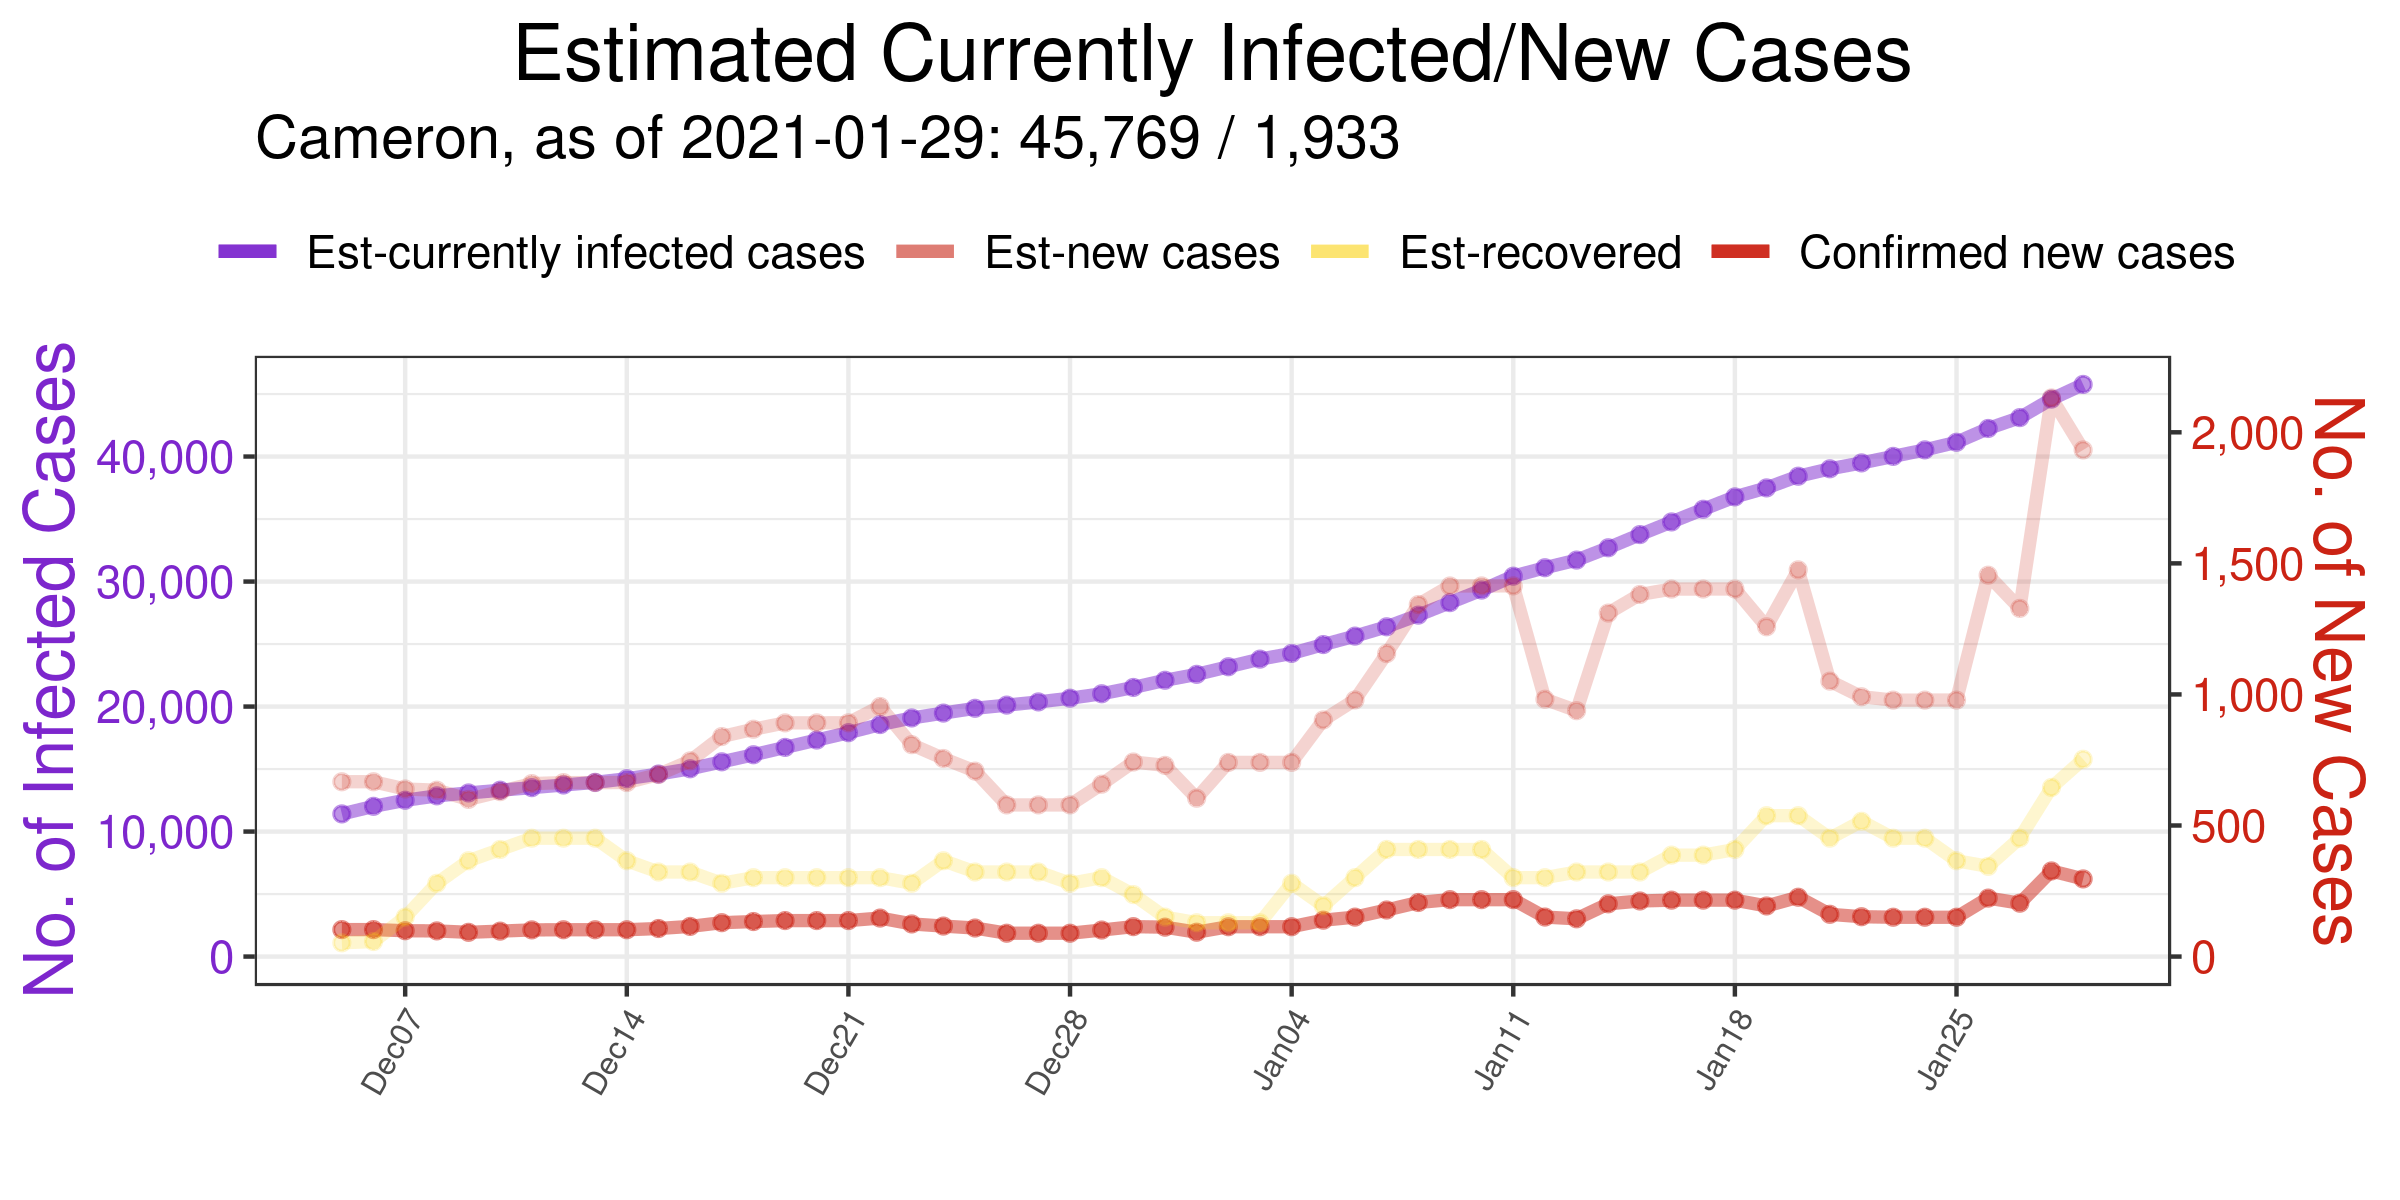 Estimated Currently Infected/New Cases
Cameron, as of 2021-01-29: 45,769 / 1,933
Est-currently infected cases Est-new cases Est-recovered Confirmed new cases
No. of Infected Cases
40,000
30,000
20,000
10,000
0
2,000
1,500
1,000
500
0
No. of New Cases
Dec07 Dec14 Dec21 Dec28 Jan04 Jan11 Jan18 Jan25